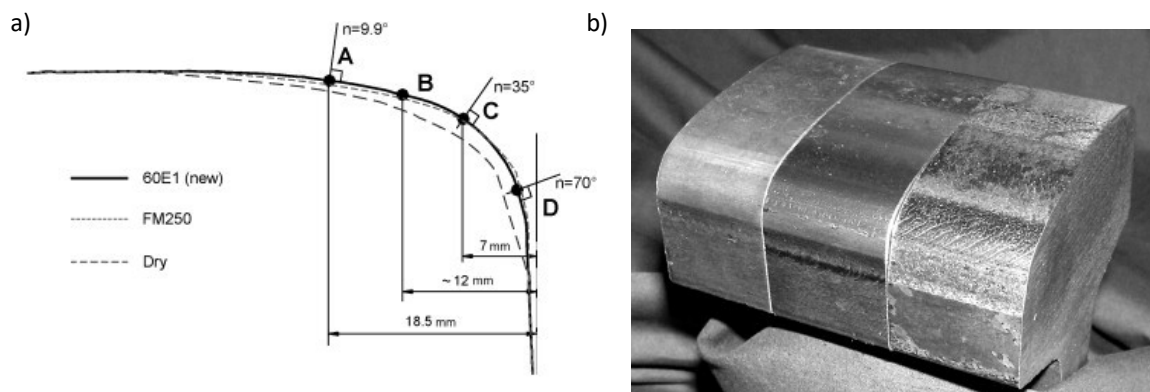 a)
n=9.9°
A
B
n=35°
C
n=70°
D
60E1 (new)
FM250
Dry
7 mm
~ 12 mm
18.5 mm
b)